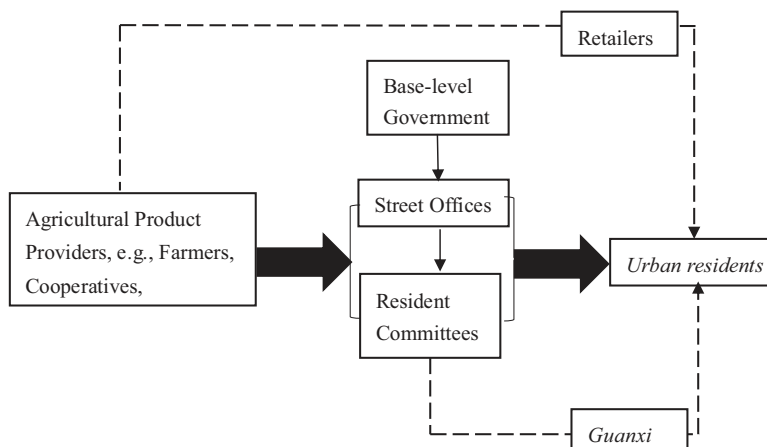 Retailers
Base-level
Government
Street Offices
Agricultural Product
Providers, e.g., Farmers,
Cooperatives,
Urban residents
Resident
Committees
Guanxi